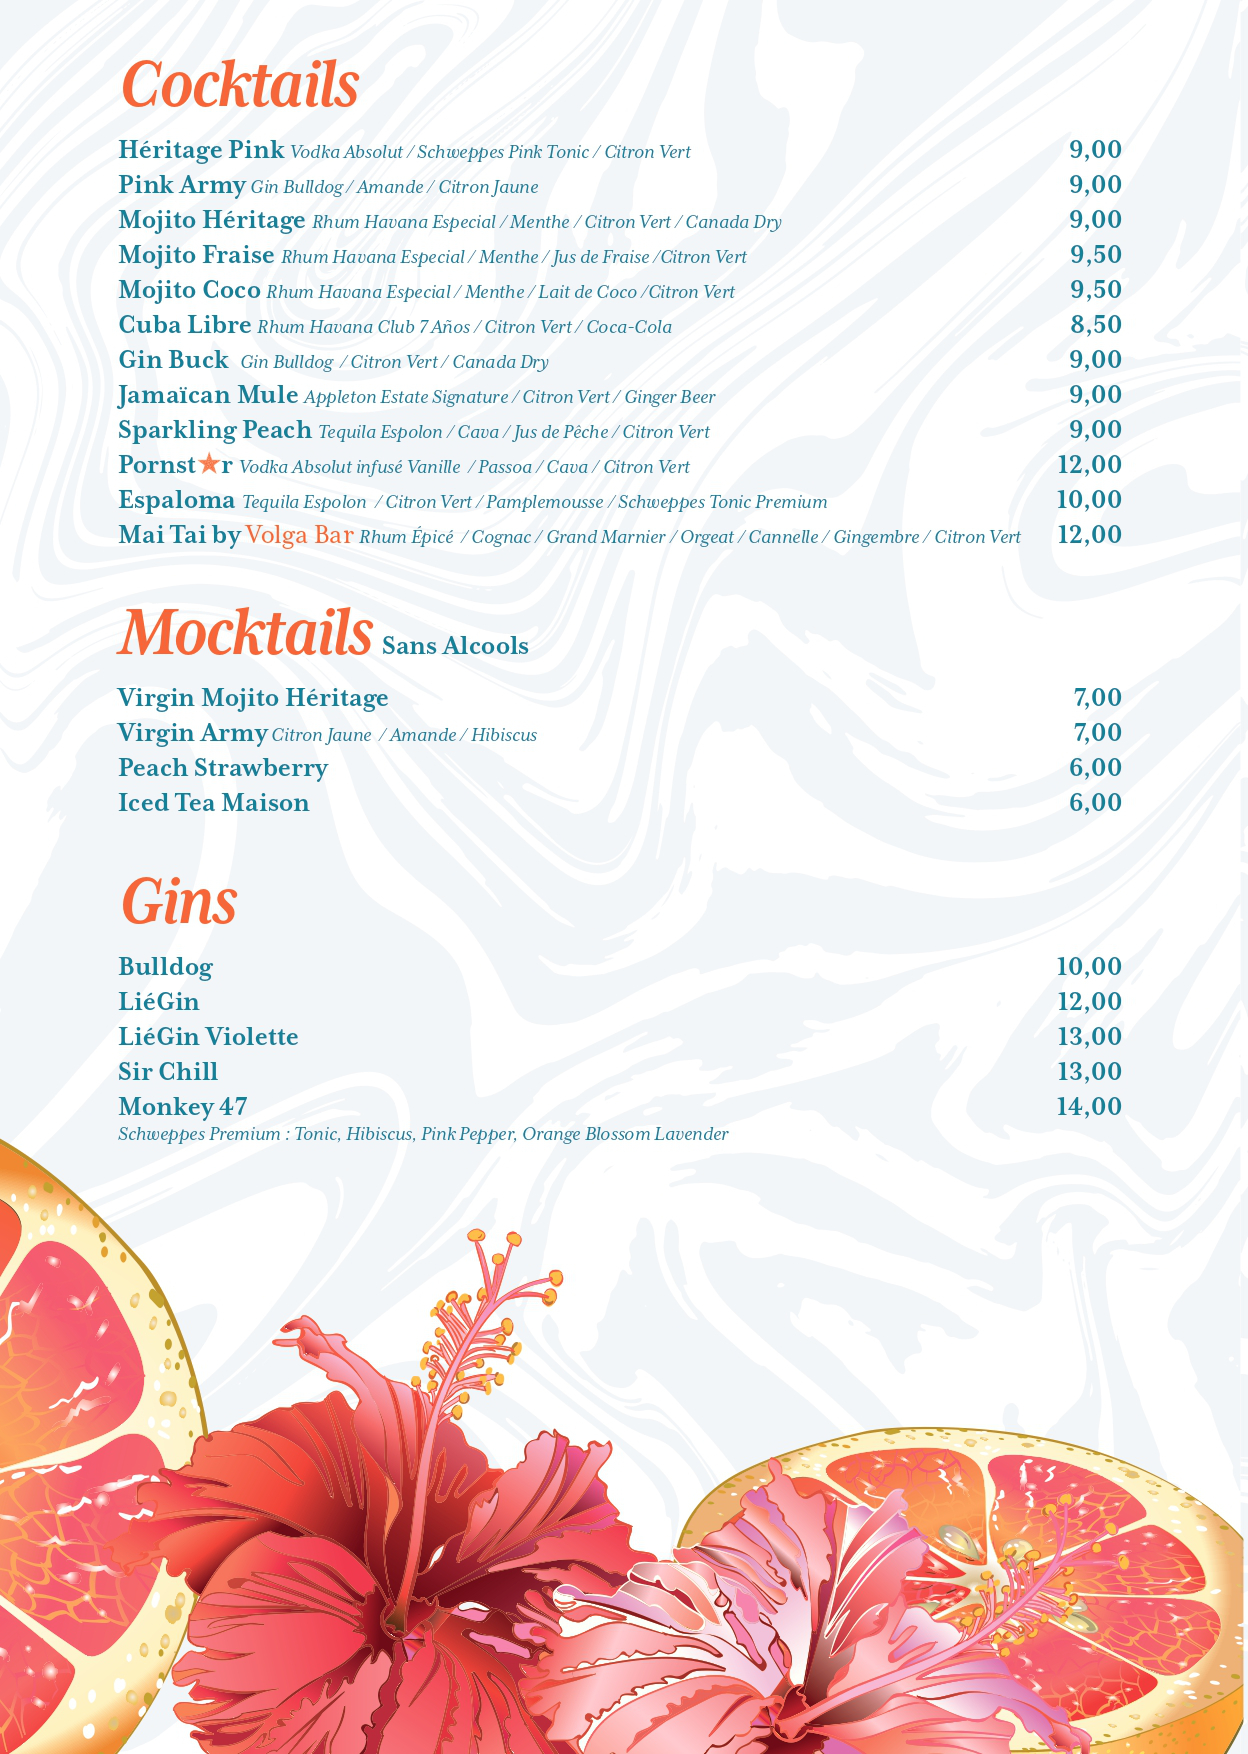 Cocktails
Héritage Pink Vodka Absolut / Schweppes Pink Tonic / Citron Vert 9,00
Pink Army Gin Bulldog / Amande / Citron Jaune 9,00
Mojito Héritage Rhum Havana Especial / Menthe / Citron Vert / Canada Dry 9,00
Mojito Fraise Rhum Havana Especial / Menthe / Jus de Fraise /Citron Vert 9,50
Mojito Coco Rhum Havana Especial / Menthe / Lait de Coco /Citron Vert 9,50
Cuba Libre Rhum Havana Club 7 Años / Citron Vert / Coca-Cola 8,50
Gin Buck Gin Bulldog / Citron Vert / Canada Dry 9,00
Jamaïcan Mule Appleton Estate Signature / Citron Vert / Ginger Beer 9,00
Sparkling Peach Tequila Espolon / Cava / Jus de Pêche / Citron Vert 9,00
Pornst★r Vodka Absolut infusé Vanille / Passoa / Cava / Citron Vert 12,00
Espaloma Tequila Espolon / Citron Vert / Pamplemousse / Schweppes Tonic Premium 10,00
Mai Tai by Volga Bar Rhum Épicé / Cognac / Grand Marnier / Orgeat / Cannelle / Gingembre / Citron Vert 12,00
Mocktails Sans Alcools
Virgin Mojito Héritage 7,00
Virgin Army Citron Jaune / Amande / Hibiscus 7,00
Peach Strawberry 6,00
Iced Tea Maison 6,00
Gins
Bulldog 10,00
LiéGin 12,00
LiéGin Violette 13,00
Sir Chill 13,00
Monkey 47 14,00
Schweppes Premium : Tonic, Hibiscus, Pink Pepper, Orange Blossom Lavender